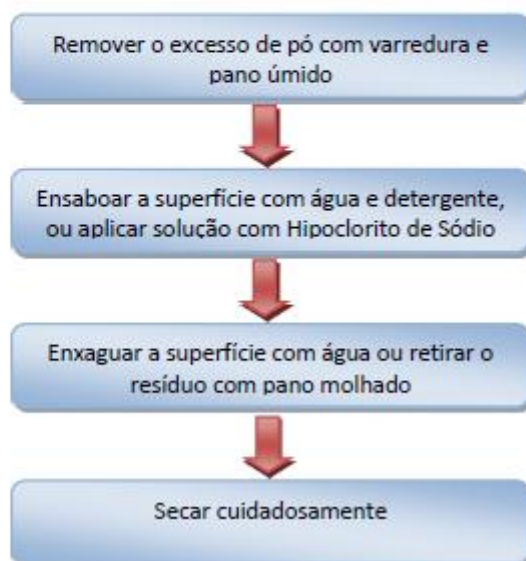 Remover o excesso de pó com varredura e
pano úmido
Ensaboar a superfície com água e detergente,
ou aplicar solução com Hipoclorito de Sódio
Enxaguar a superfície com água ou retirar o
resíduo com pano molhado
Secar cuidadosamente